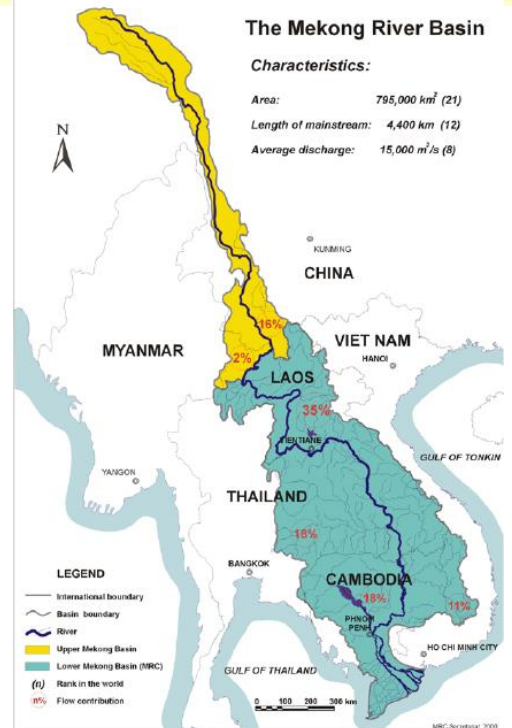 The Mekong River Basin
Characteristics:
Area: 795,000 km² (21)
Length of mainstream: 4,400 km (12)
Average discharge: 15,000 m³/s (8)
N
KUNMING
CHINA
MYANMAR
16%
2%
VIET NAM
HANOI
LAOS
35%
VIENTIANE
GULF OF TONKIN
YANGON
THAILAND
18%
BANGKOK
CAMBODIA
18%
11%
PHNOM
PENH
HO CHI MINH CITY
GULF OF THAILAND
LEGEND
International boundary
Basin boundary
River
Upper Mekong Basin
Lower Mekong Basin (MRC)
(n) Rank in the world
n% Flow contribution
0 100 200 300 km
MRC Secretariat, 2000